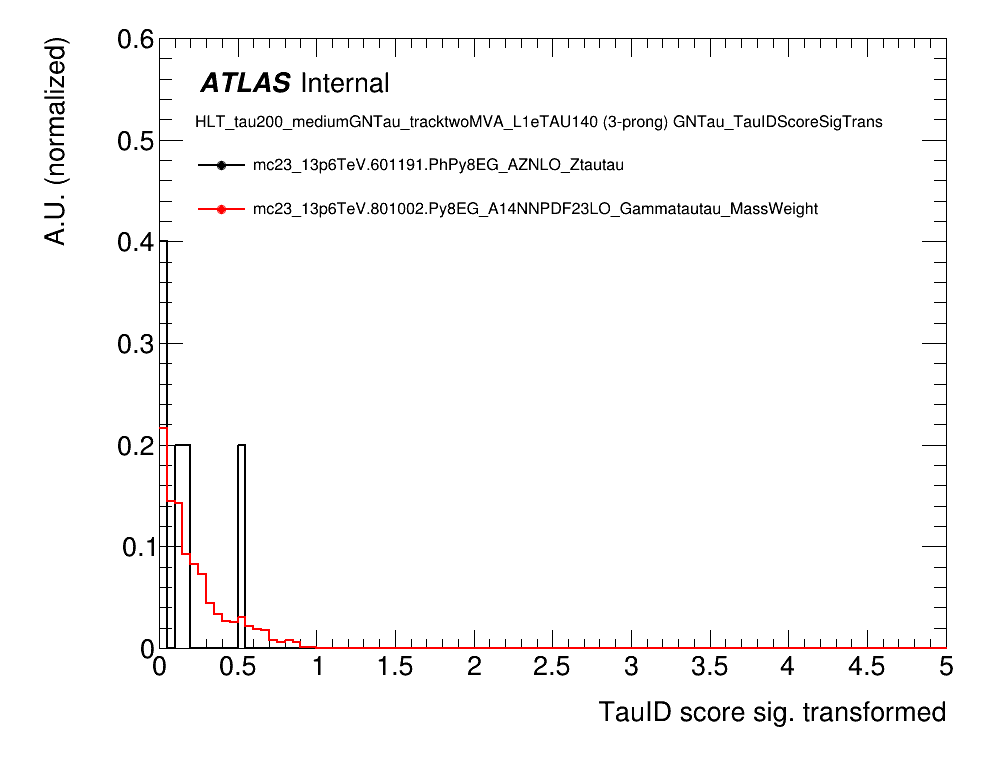 0.6
0.5
0.4
0.3
0.2
0.1
0
A.U. (normalized)
ATLAS Internal
HLT_tau200_mediumGNTau_tracktwoMVA_L1eTAU140 (3-prong) GNTau_TauIDScoreSigTrans
mc23_13p6TeV.601191.PhPy8EG_AZNLO_Ztautau
mc23_13p6TeV.801002.Py8EG_A14NNPDF23LO_Gammatautau_MassWeight
0 0.5 1 1.5 2 2.5 3 3.5 4 4.5 5
TauID score sig. transformed